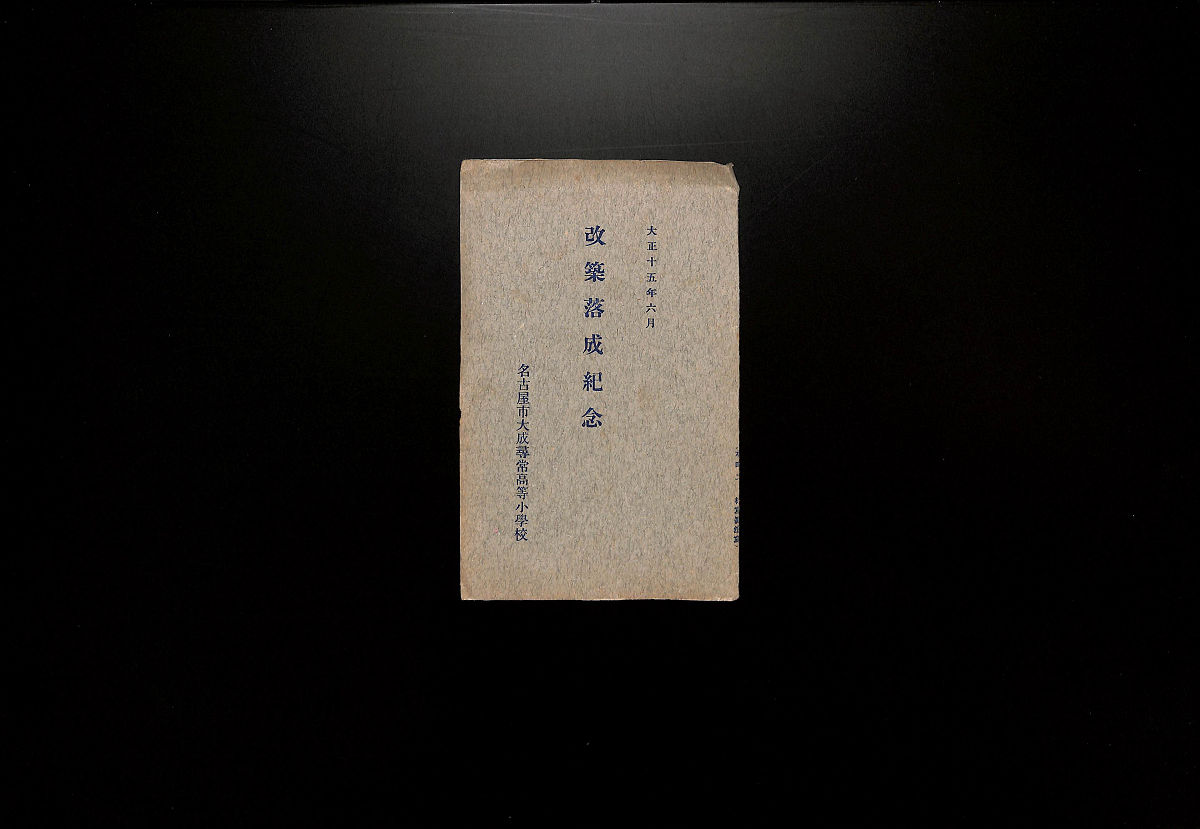 大正十五年六月
改築落成紀念
名古屋市大成尋常高等小學校